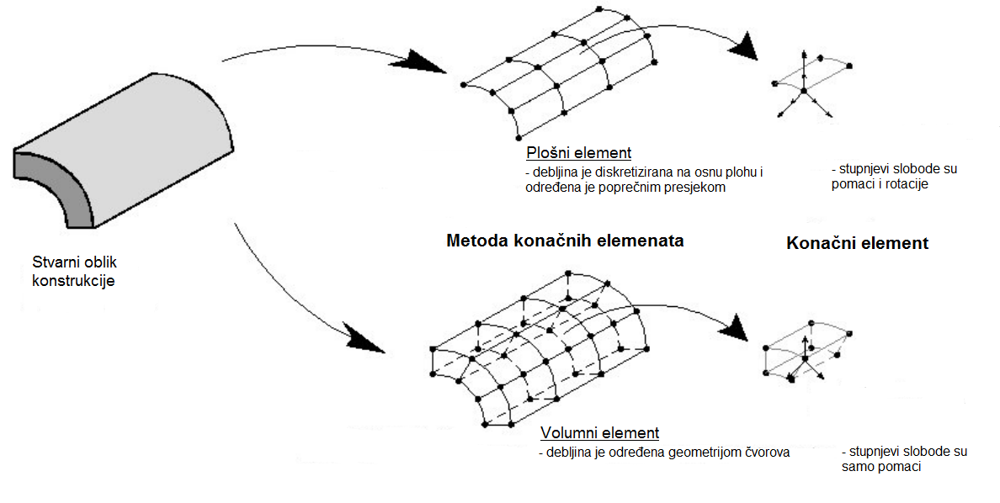 Plošni element
- debljina je diskretizirana na osnu plohu i
određena je poprečnim presjekom
- stupnjevi slobode su
pomaci i rotacije
Metoda konačnih elemenata
Konačni element
Stvarni oblik
konstrukcije
Volumni element
- debljina je određena geometrijom čvorova
- stupnjevi slobode su
samo pomaci